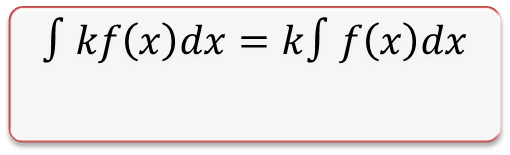 ∫ kf(x)dx = k∫ f(x)dx